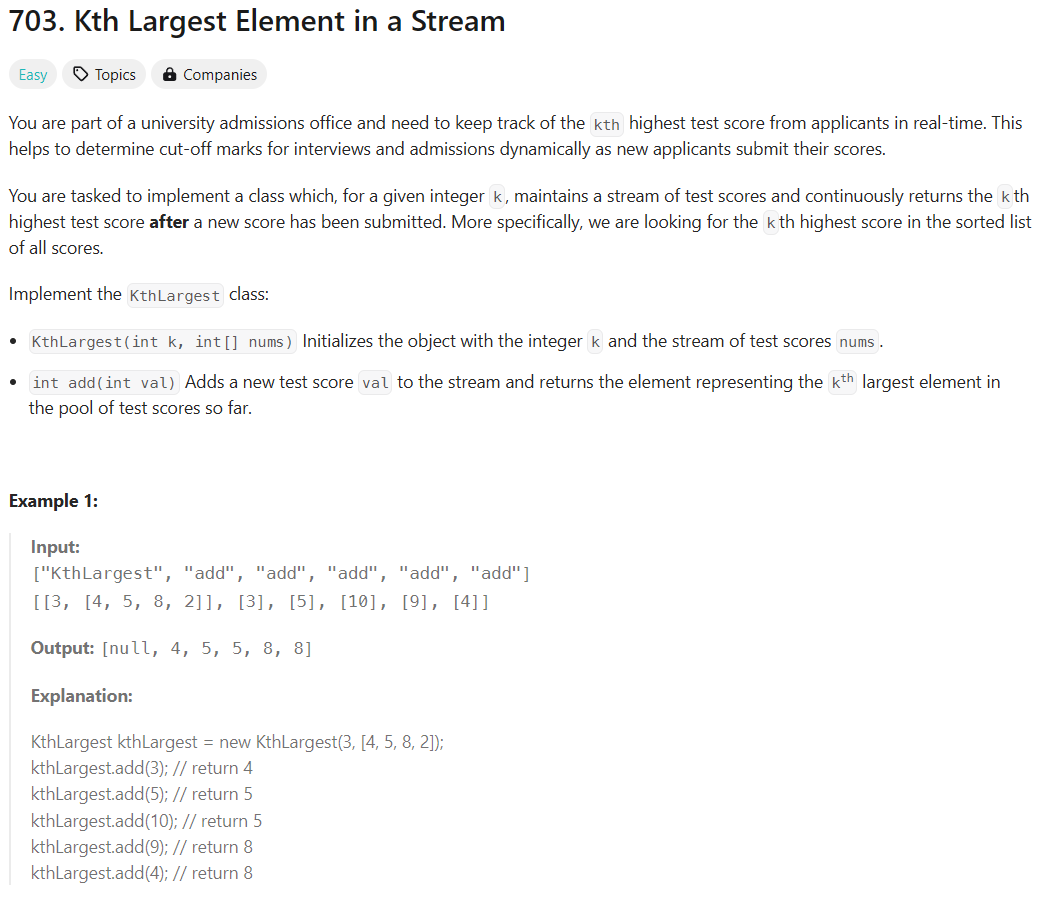 703. Kth Largest Element in a Stream
Easy Topics Companies
You are part of a university admissions office and need to keep track of the kth highest test score from applicants in real-time. This
helps to determine cut-off marks for interviews and admissions dynamically as new applicants submit their scores.
You are tasked to implement a class which, for a given integer k, maintains a stream of test scores and continuously returns the kth
highest test score after a new score has been submitted. More specifically, we are looking for the kth highest score in the sorted list
of all scores.
Implement the KthLargest class:
• KthLargest(int k, int[] nums) Initializes the object with the integer k and the stream of test scores nums.
• int add(int val) Adds a new test score val to the stream and returns the element representing the kth largest element in
the pool of test scores so far.
Example 1:
Input:
["KthLargest", "add", "add", "add", "add", "add"]
[[3, [4, 5, 8, 2]], [3], [5], [10], [9], [4]]
Output: [null, 4, 5, 5, 8, 8]
Explanation:
KthLargest kthLargest = new KthLargest(3, [4, 5, 8, 2]);
kthLargest.add(3); // return 4
kthLargest.add(5); // return 5
kthLargest.add(10); // return 5
kthLargest.add(9); // return 8
kthLargest.add(4); // return 8